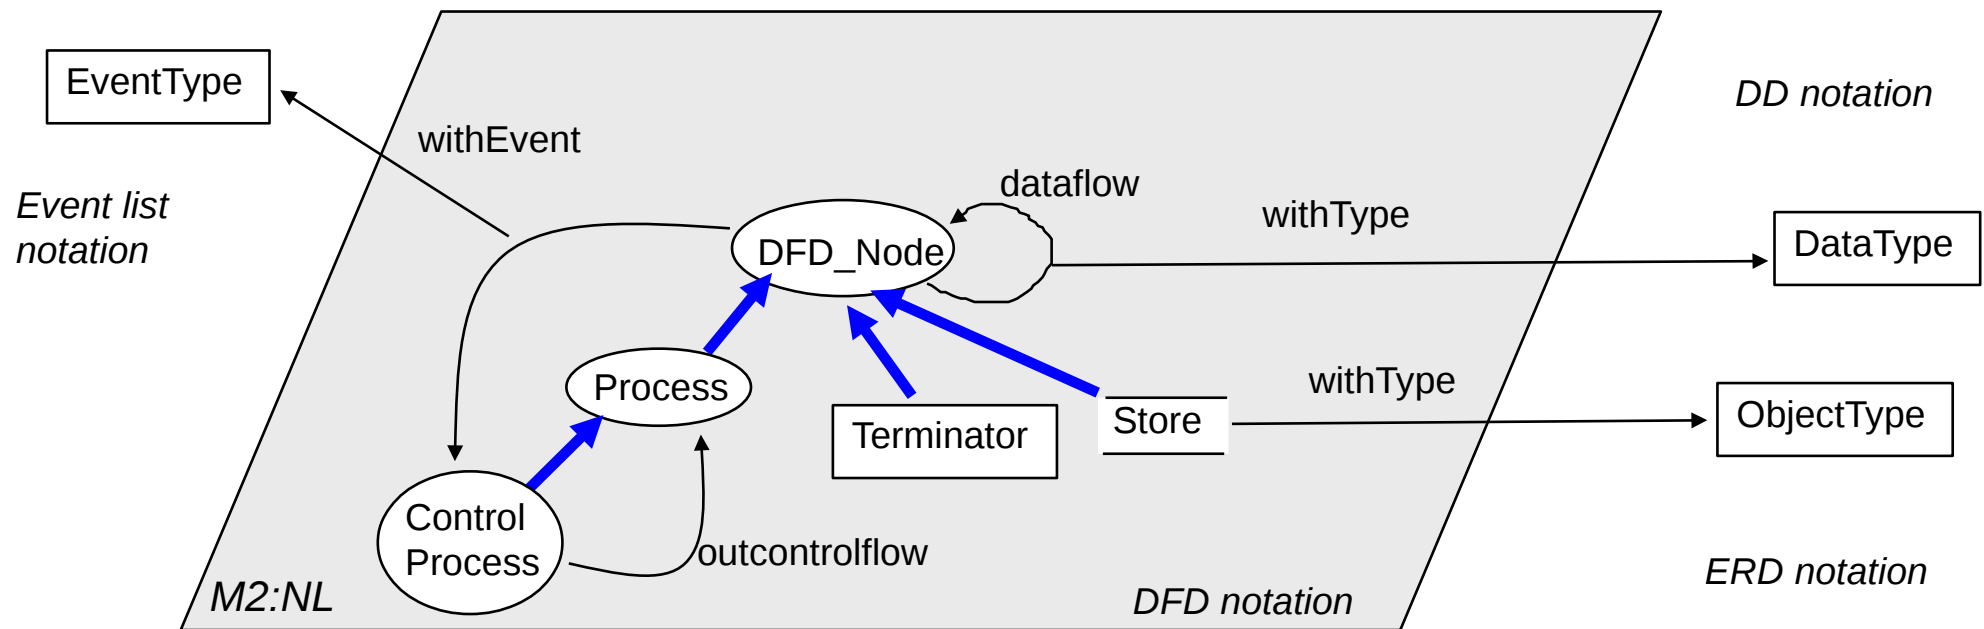 EventType
DD notation
withEvent
dataflow
Event list
notation
withType
DFD_Node
DataType
Process
withType
Terminator
Store
ObjectType
Control
Process
outcontrolflow
M2:NL
DFD notation
ERD notation